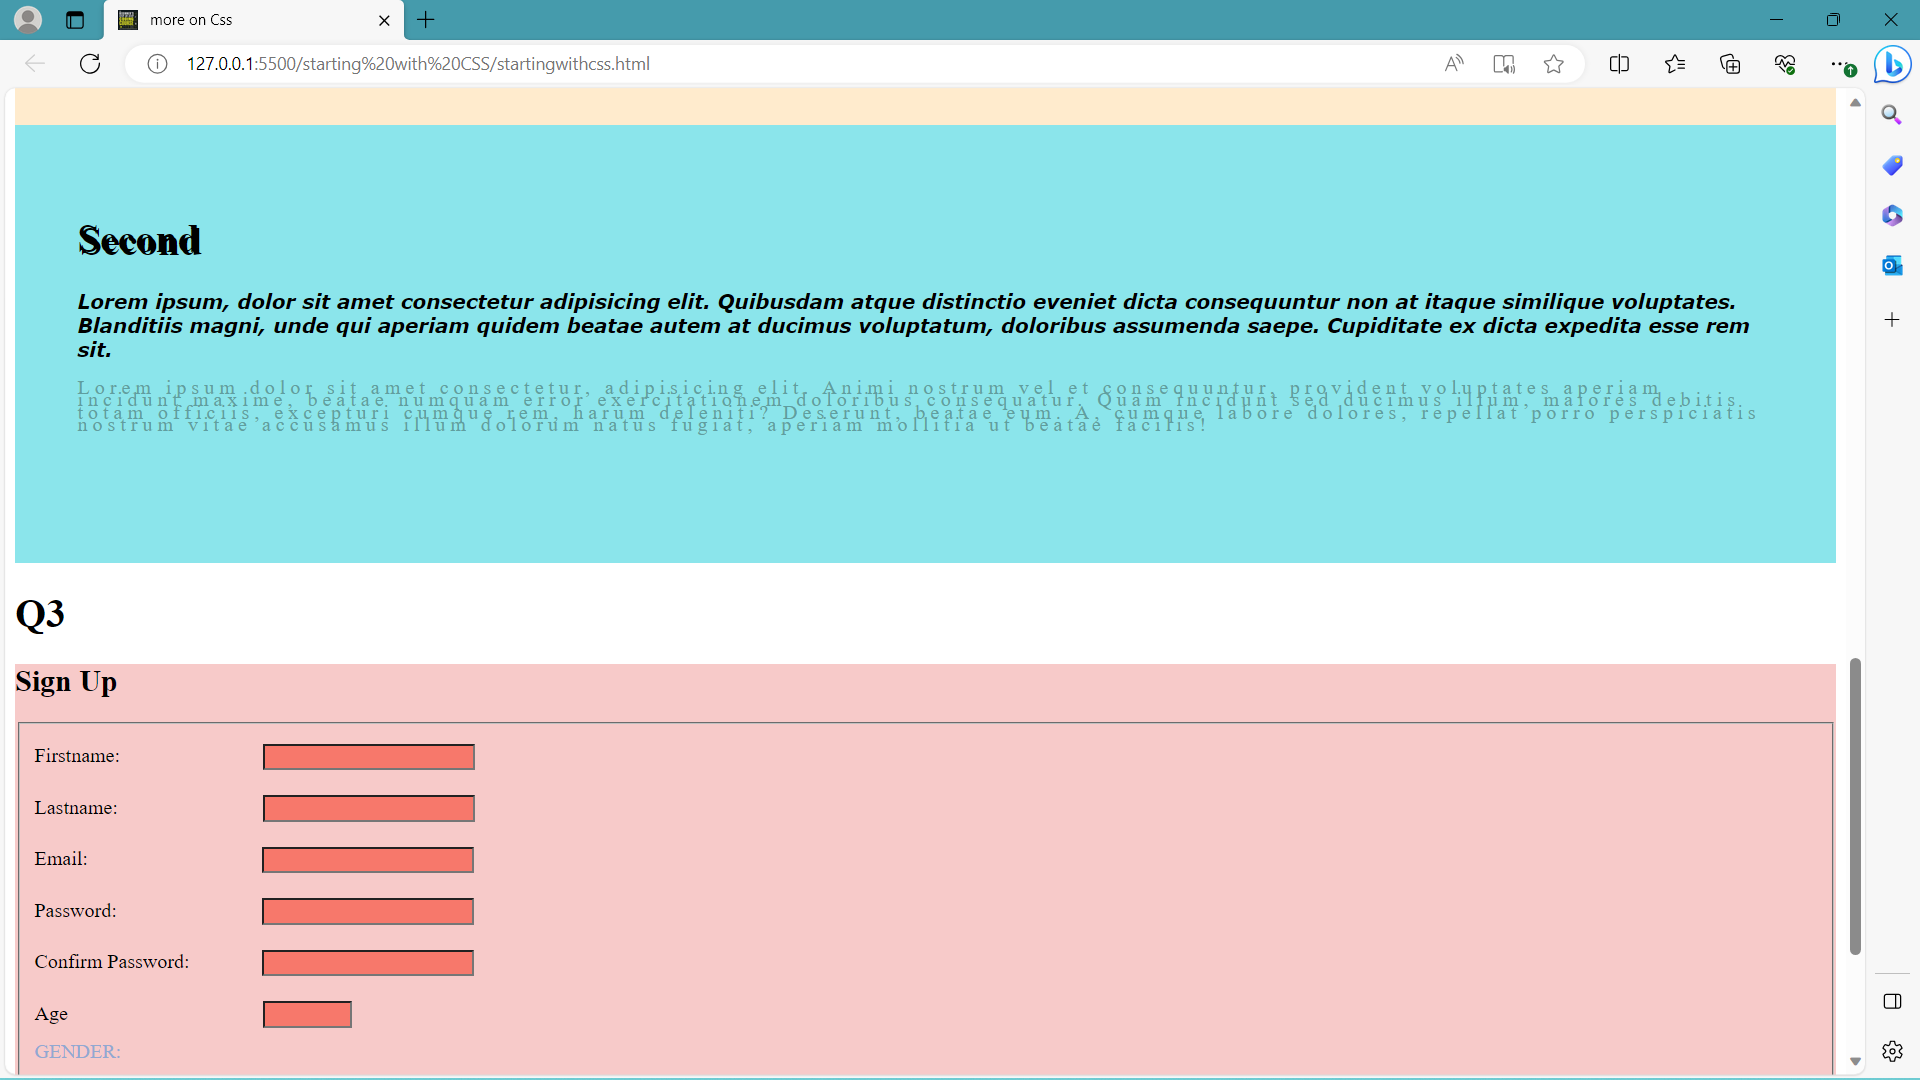 more on Css
127.0.0.1:5500/starting%20with%20CSS/startingwithcss.html
Second
Lorem ipsum, dolor sit amet consectetur adipisicing elit. Quibusdam atque distinctio eveniet dicta consequuntur non at itaque similique voluptates.
Blanditiis magni, unde qui aperiam quidem beatae autem at ducimus voluptatum, doloribus assumenda saepe. Cupiditate ex dicta expedita esse rem
sit.
Lorem ipsum dolor sit amet consectetur, adipisicing elit. Animi nostrum vel et consequuntur, provident voluptates aperiam
incidunt maxime, beatae numquam error exercitationem doloribus consequatur. Quam incidunt sed ducimus illum, maiores debitis
totam officiis, excepturi cumque rem, harum deleniti? Deserunt, beatae eum. A, cumque labore dolores, repellat porro perspiciatis
nostrum vitae accusamus illum dolorum natus fugiat, aperiam mollitia ut beatae facilis!
Q3
Sign Up
Firstname:
Lastname:
Email:
Password:
Confirm Password:
Age
GENDER: